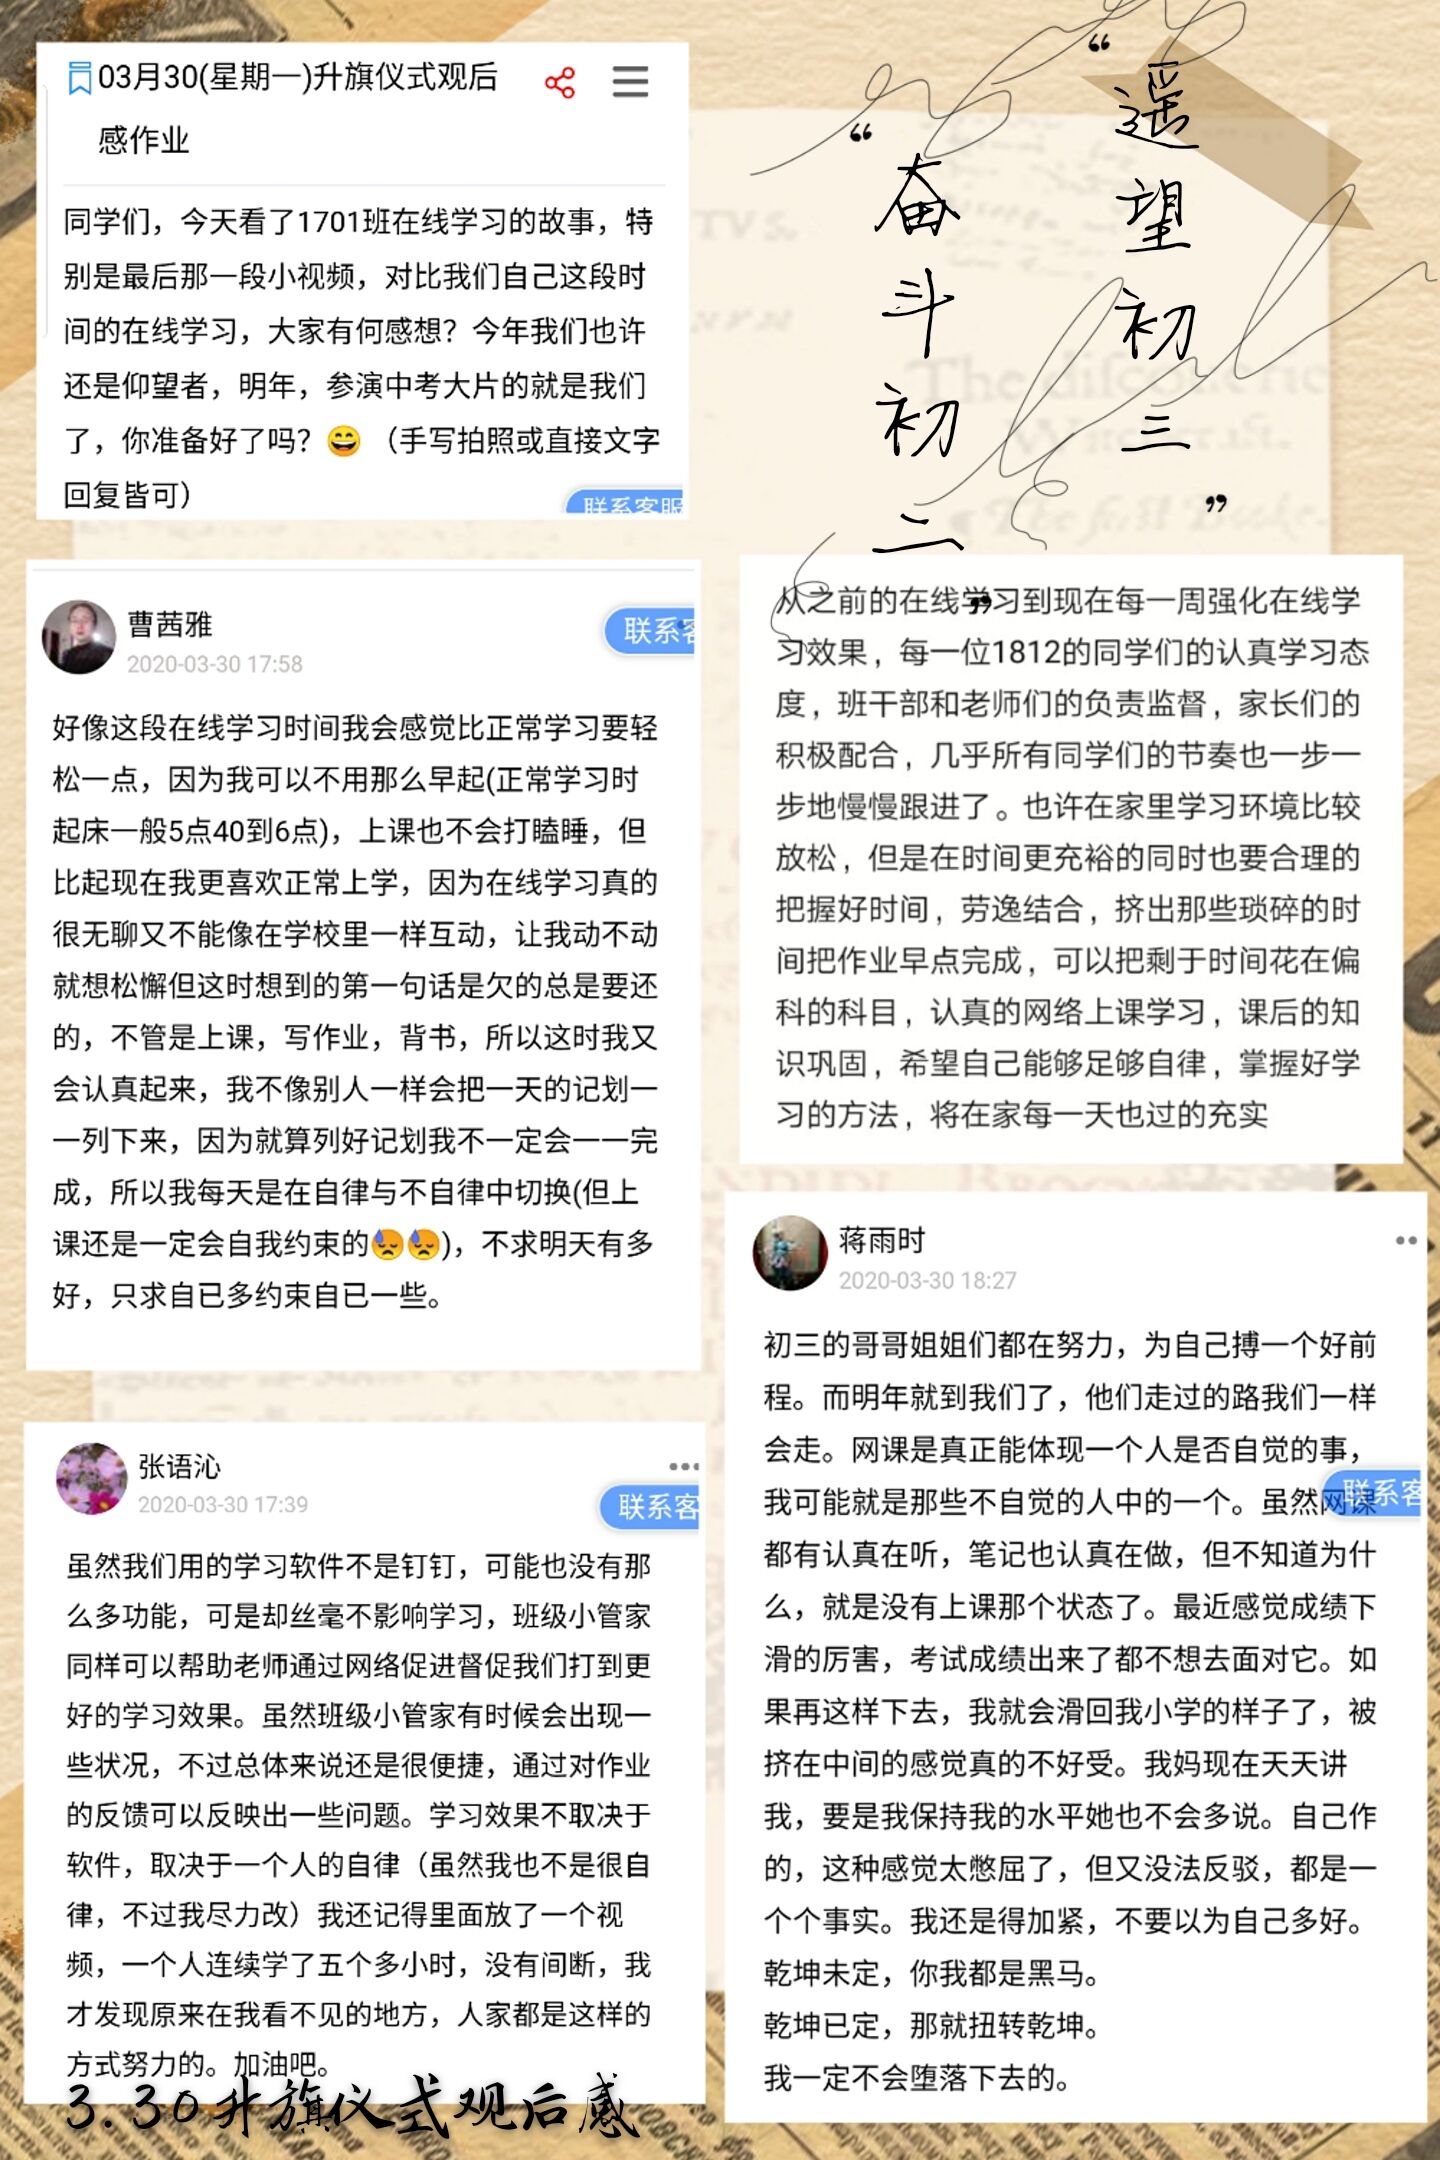 03月30(星期一)升旗仪式观后
感作业
同学们，今天看了1701班在线学习的故事，特
别是最后那一段小视频，对比我们自己这段时
间的在线学习，大家有何感想？今年我们也许
还是仰望者，明年，参演中考大片的就是我们
了，你准备好了吗？😄（手写拍照或直接文字
回复皆可）
联系客服
“遥望初三”
“奋斗初二”
曹茜雅
联系客
2020-03-30 17:58
好像这段在线学习时间我会感觉比正常学习要轻
松一点，因为我可以不用那么早起(正常学习时
起床一般5点40到6点)，上课也不会打瞌睡，但
比起现在我更喜欢正常上学，因为在线学习真的
很无聊又不能像在学校里一样互动，让我动不动
就想松懈但这时想到的第一句话是欠的总是要还
的，不管是上课，写作业，背书，所以这时我又
会认真起来，我不像别人一样会把一天的记划一
一列下来，因为就算列好记划我不一定会一一完
成，所以我每天是在自律与不自律中切换(但上
课还是一定会自我约束的😓😓)，不求明天有多
好，只求自已多约束自已一些。
从之前的在线学习到现在每一周强化在线学
习效果，每一位1812的同学们的认真学习态
度，班干部和老师们的负责监督，家长们的
积极配合，几乎所有同学们的节奏也一步一
步地慢慢跟进了。也许在家里学习环境比较
放松，但是在时间更充裕的同时也要合理的
把握好时间，劳逸结合，挤出那些琐碎的时
间把作业早点完成，可以把剩于时间花在偏
科的科目，认真的网络上课学习，课后的知
识巩固，希望自己能够足够自律，掌握好学
习的方法，将在家每一天也过的充实
张语沁
2020-03-30 17:39
联系客
虽然我们用的学习软件不是钉钉，可能也没有那
么多功能，可是却丝毫不影响学习，班级小管家
同样可以帮助老师通过网络促进督促我们打到更
好的学习效果。虽然班级小管家有时候会出现一
些状况，不过总体来说还是很便捷，通过对作业
的反馈可以反映出一些问题。学习效果不取决于
软件，取决于一个人的自律（虽然我也不是很自
律，不过我尽力改）我还记得里面放了一个视
频，一个人连续学了五个多小时，没有间断，我
才发现原来在我看不见的地方，人家都是这样的
方式努力的。加油吧。
蒋雨时
2020-03-30 18:27
初三的哥哥姐姐们都在努力，为自己搏一个好前
程。而明年就到我们了，他们走过的路我们一样
会走。网课是真正能体现一个人是否自觉的事，
我可能就是那些不自觉的人中的一个。虽然网课
联系客
都有认真在听，笔记也认真在做，但不知道为什
么，就是没有上课那个状态了。最近感觉成绩下
滑的厉害，考试成绩出来了都不想去面对它。如
果再这样下去，我就会滑回我小学的样子了，被
挤在中间的感觉真的不好受。我妈现在天天讲
我，要是我保持我的水平她也不会多说。自己作
的，这种感觉太憋屈了，但又没法反驳，都是一
个个事实。我还是得加紧，不要以为自己多好。
乾坤未定，你我都是黑马。
乾坤已定，那就扭转乾坤。
我一定不会堕落下去的。
3.30升旗仪式观后感